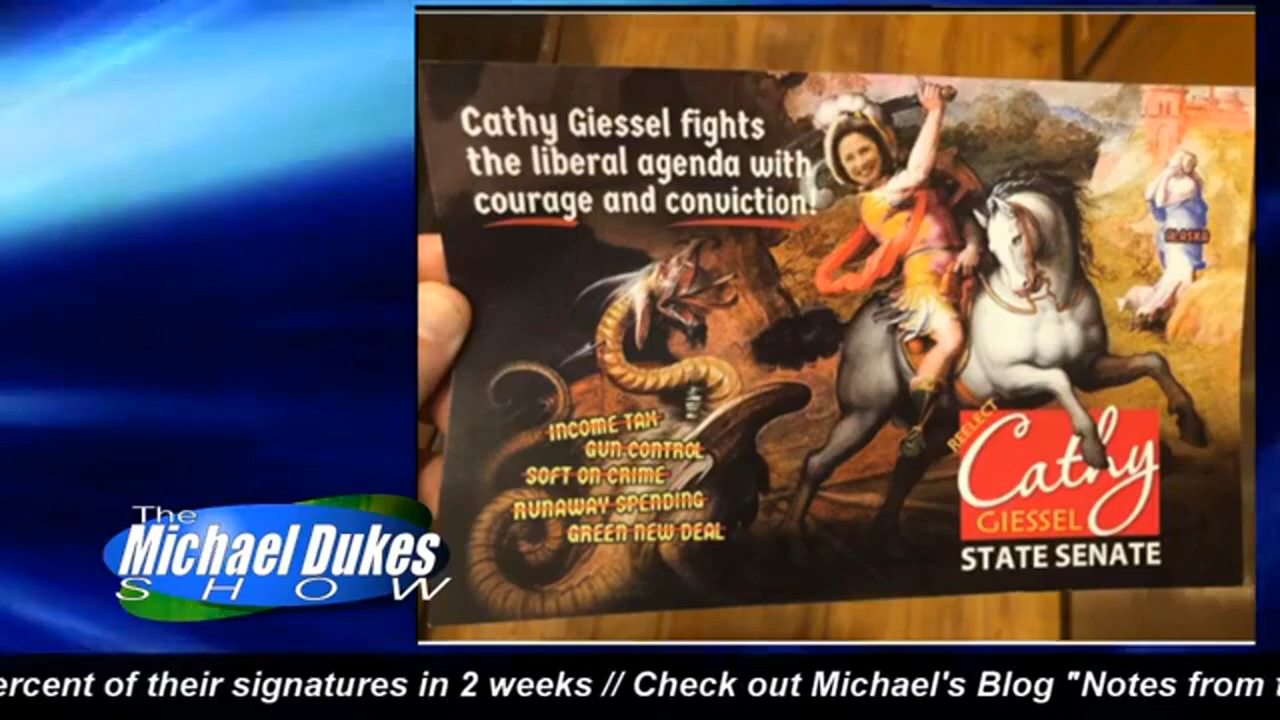 Cathy Giessel fights
the liberal agenda with
courage and conviction!
ALASKA
INCOME TAX
GUN CONTROL
SOFT ON CRIME
RUNAWAY SPENDING
GREEN NEW DEAL
REELECT
Cathy
GIESSEL
STATE SENATE
The
Michael Dukes
SHOW
ercent of their signatures in 2 weeks // Check out Michael's Blog "Notes from t